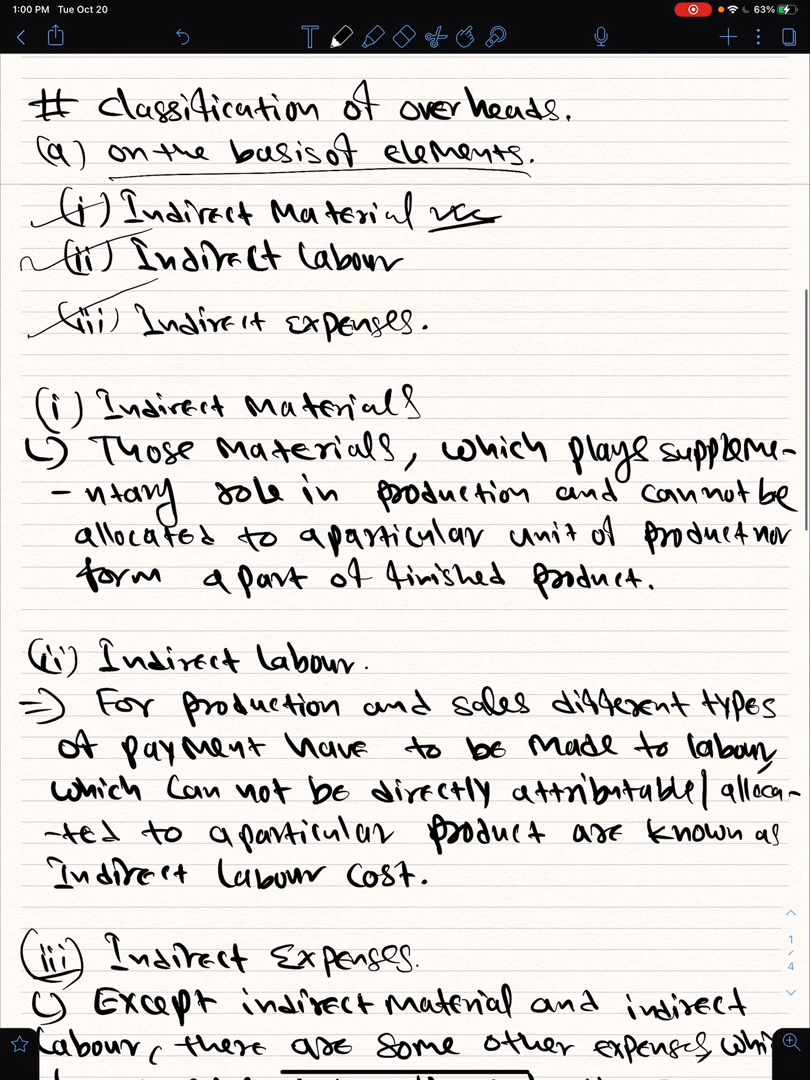 1:00 PM Tue Oct 20
63%
# Classification of overheads.
(a) on the basis of elements.
(i) Indirect Material
(ii) Indirect Labour
(iii) Indirect Expenses.
(i) Indirect Materials
Those Materials, which plays suppleme-
-ntary role in production and cannot be
allocated to a particular unit of product nor
form a part of finished product.
(ii) Indirect Labour.
=> For production and sales different types
of payment have to be made to labour,
which can not be directly attributable/alloca-
-ted to a particular product are known as
Indirect Labour Cost.
(iii) Indirect Expenses.
Except indirect material and indirect
Labour, there are some other expenses, whi
1
/
4